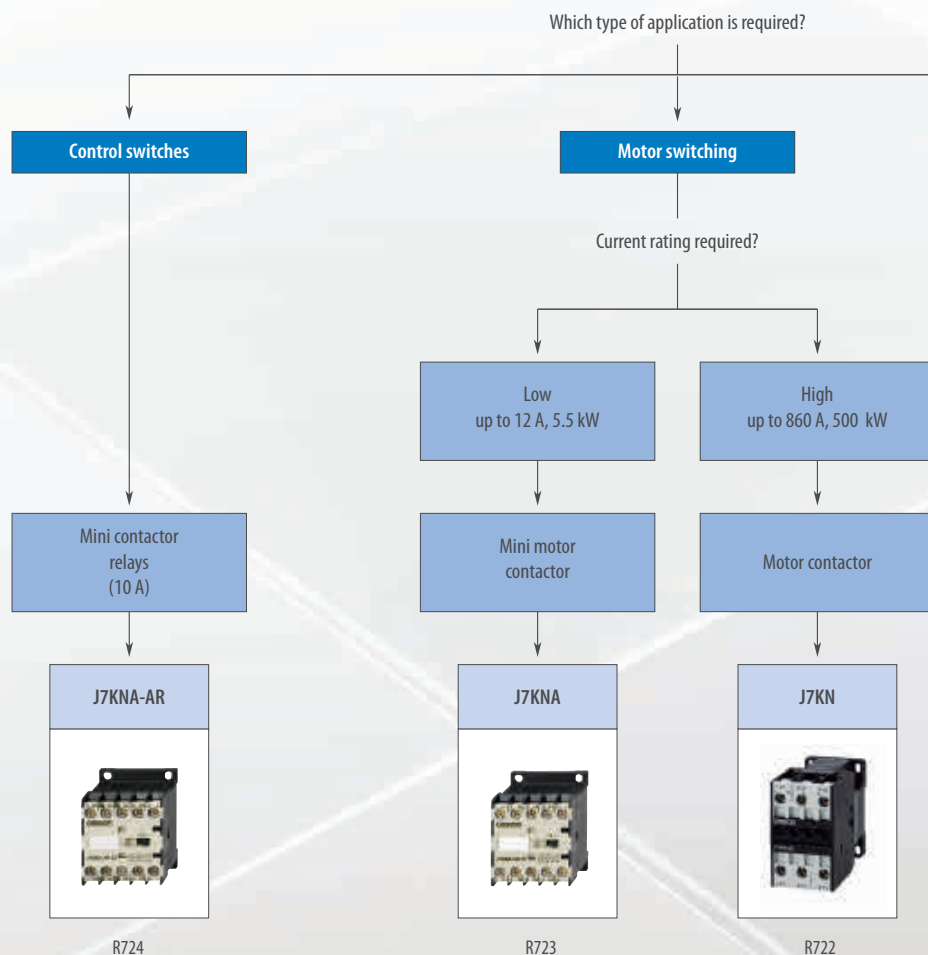 Which type of application is required?
Control switches
Motor switching
Current rating required?
Low
up to 12 A, 5.5 kW
High
up to 860 A, 500 kW
Mini contactor
relays
(10 A)
Mini motor
contactor
Motor contactor
J7KNA-AR
J7KNA
J7KN
R724
R723
R722